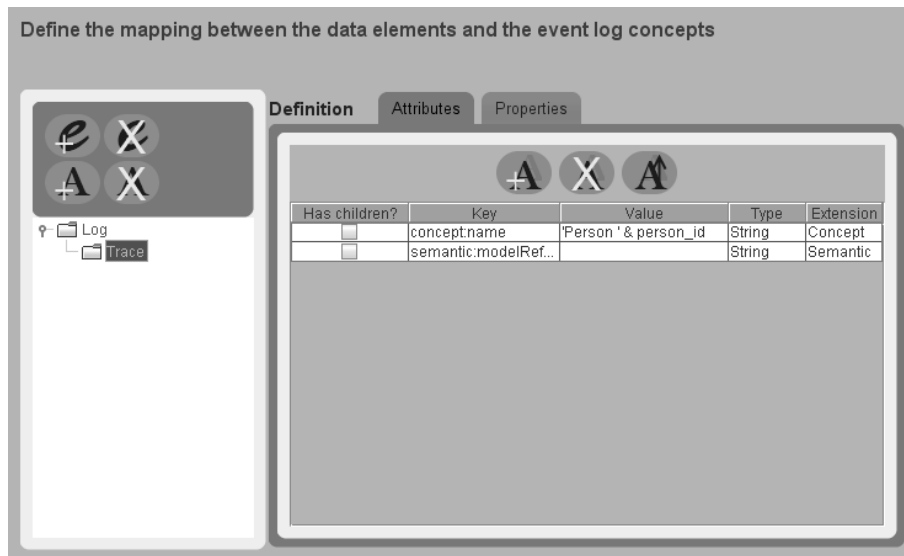 Define the mapping between the data elements and the event log concepts
Definition Attributes Properties
e X
A X A X A
Log
Trace
Has children? Key Value Type Extension
concept:name 'Person ' & person_id String Concept
semantic:modelRef... String Semantic